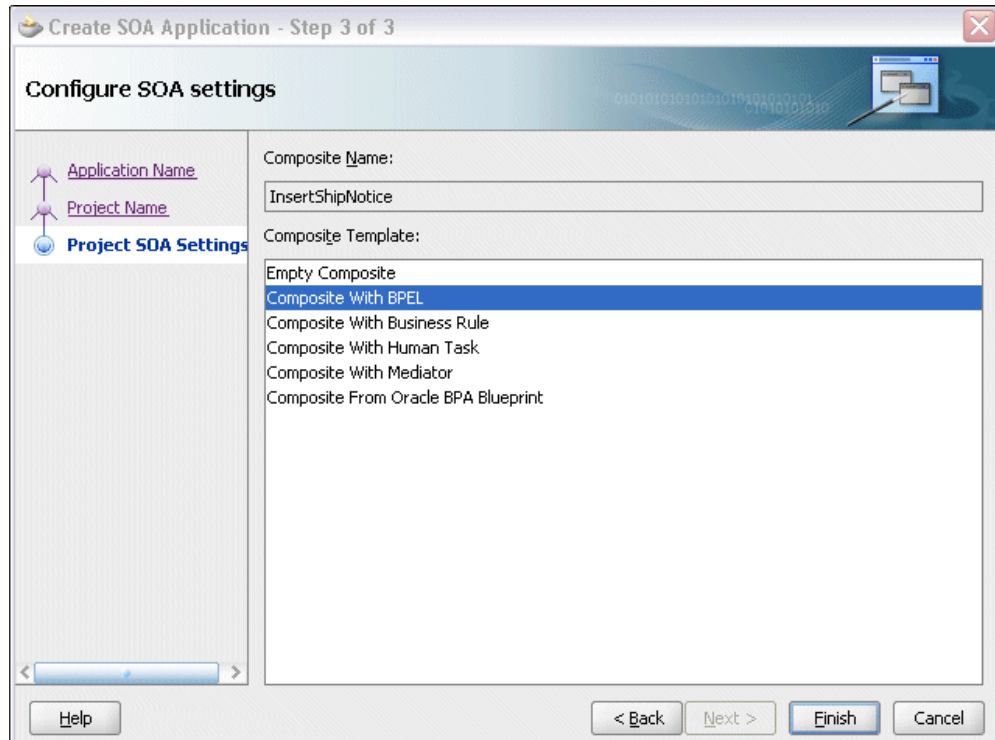 Create SOA Application - Step 3 of 3
Configure SOA settings
010101010101010101010101010101
01010101010
Application Name
Project Name
Project SOA Settings
Composite Name:
InsertShipNotice
Composite Template:
Empty Composite
Composite With BPEL
Composite With Business Rule
Composite With Human Task
Composite With Mediator
Composite From Oracle BPA Blueprint
Help
< Back
Next >
Finish
Cancel